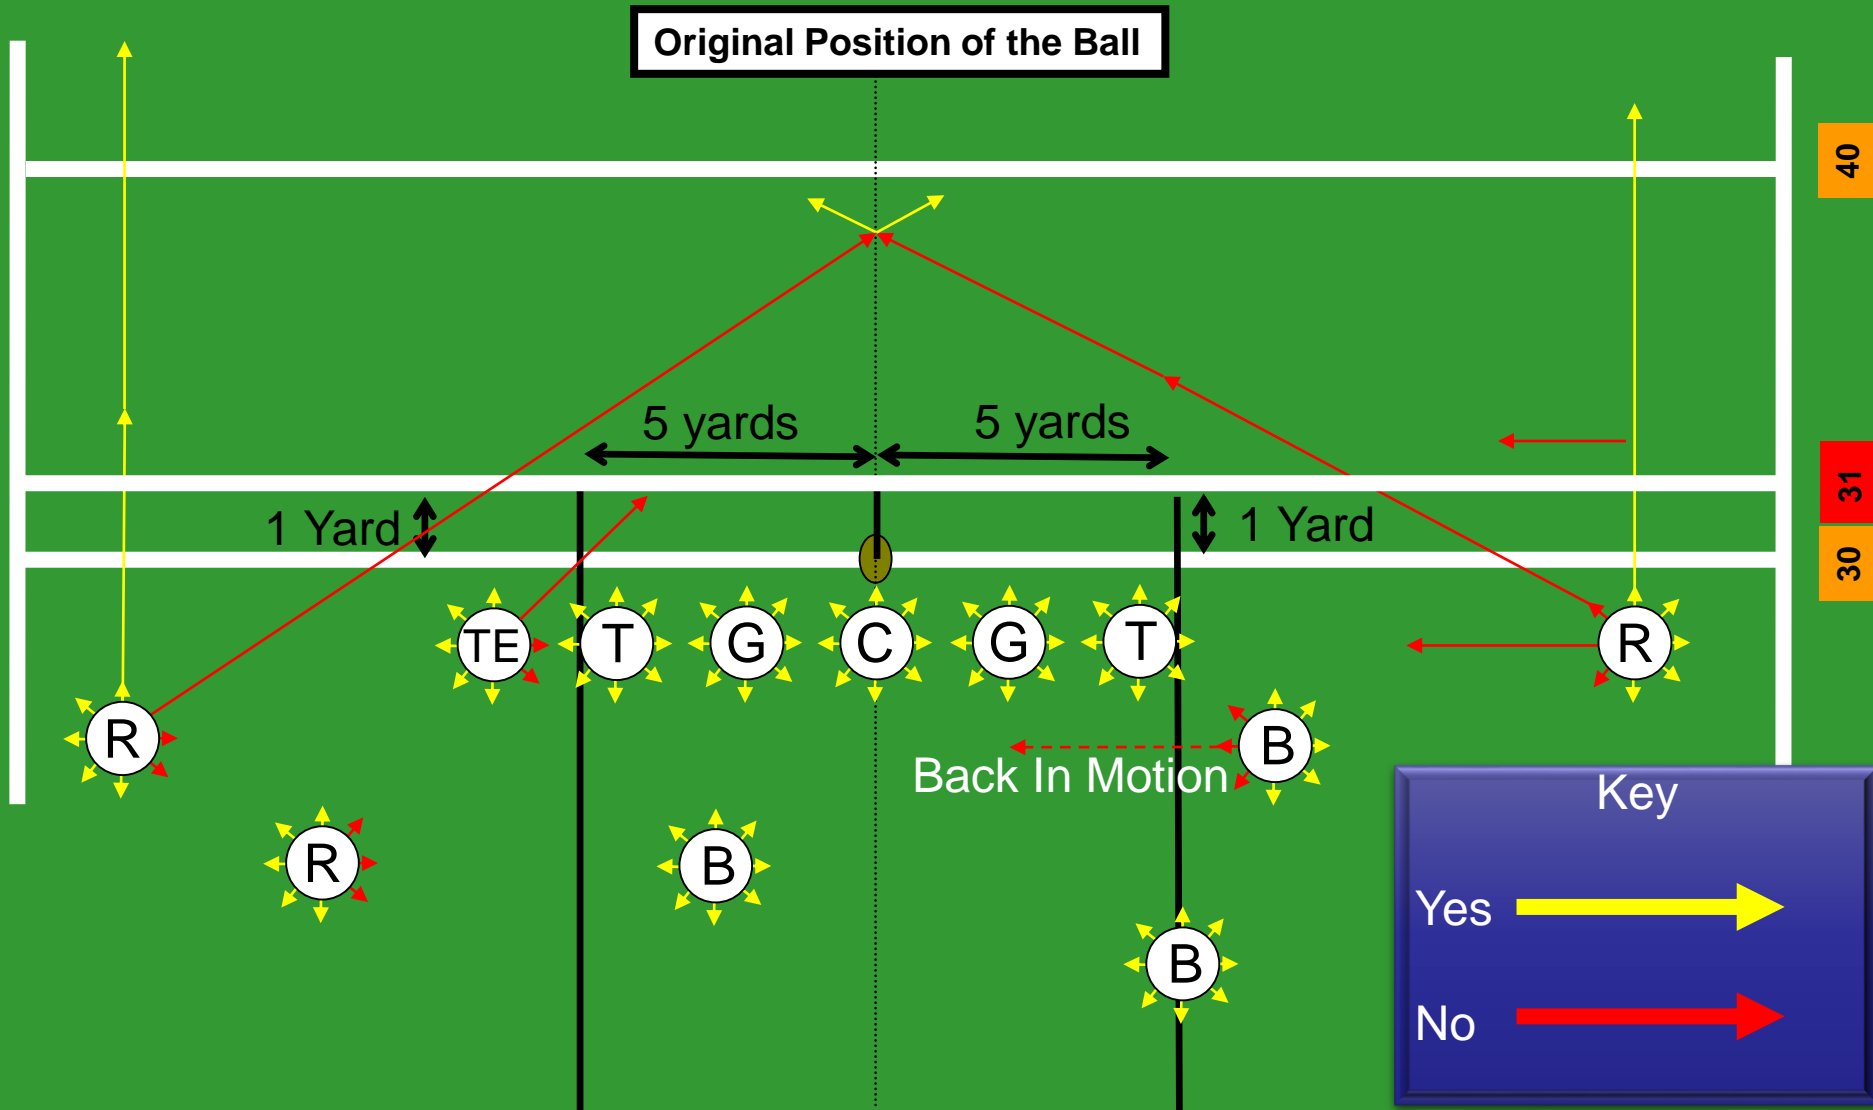 Original Position of the Ball
40
5 yards
5 yards
31
1 Yard
1 Yard
30
TE
T
G
C
G
T
R
R
B
Back In Motion
Key
R
B
Yes
B
No